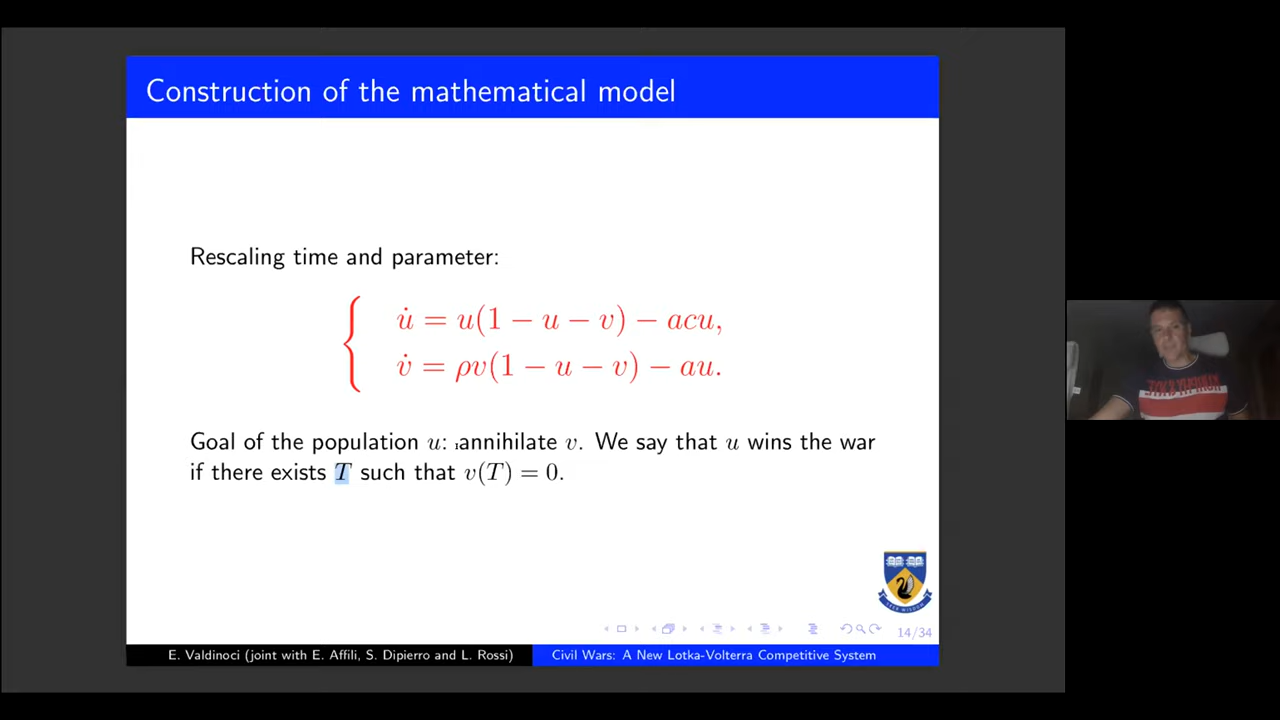 Construction of the mathematical model
Rescaling time and parameter:
u̇ = u(1 − u − v) − acu,
v̇ = ρv(1 − u − v) − au.
Goal of the population u: annihilate v. We say that u wins the war
if there exists T such that v(T) = 0.
14/34
E. Valdinoci (joint with E. Affili, S. Dipierro and L. Rossi)
Civil Wars: A New Lotka-Volterra Competitive System